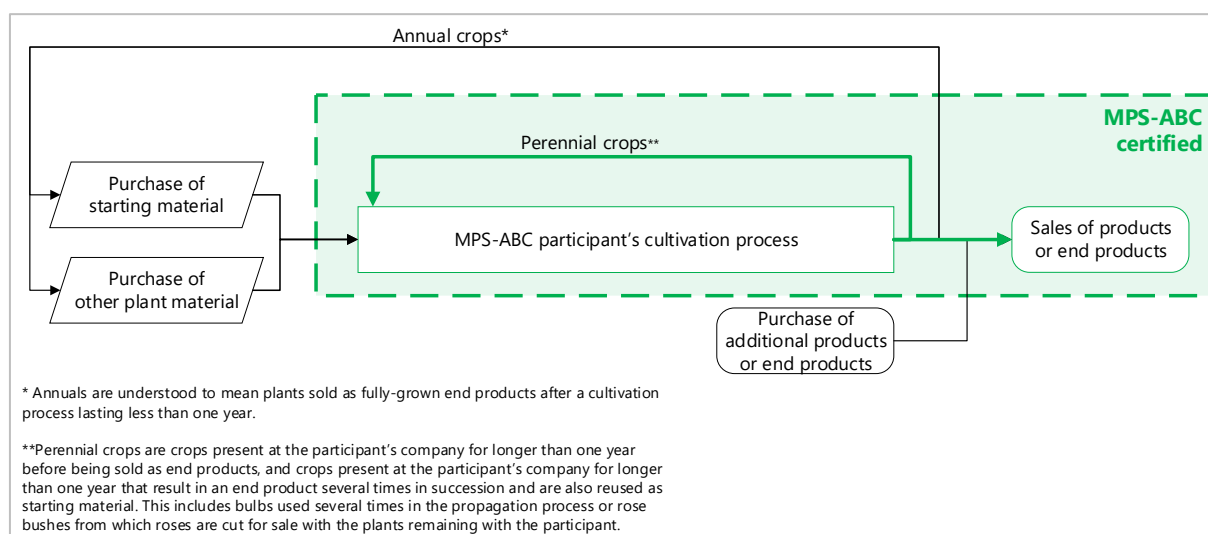 Annual crops*
MPS-ABC
certified
Perennial crops**
Purchase of
starting material
MPS-ABC participant's cultivation process
Sales of products
or end products
Purchase of
other plant material
Purchase of
additional products
or end products
* Annuals are understood to mean plants sold as fully-grown end products after a cultivation
process lasting less than one year.
**Perennial crops are crops present at the participant's company for longer than one year
before being sold as end products, and crops present at the participant's company for longer
than one year that result in an end product several times in succession and are also reused as
starting material. This includes bulbs used several times in the propagation process or rose
bushes from which roses are cut for sale with the plants remaining with the participant.